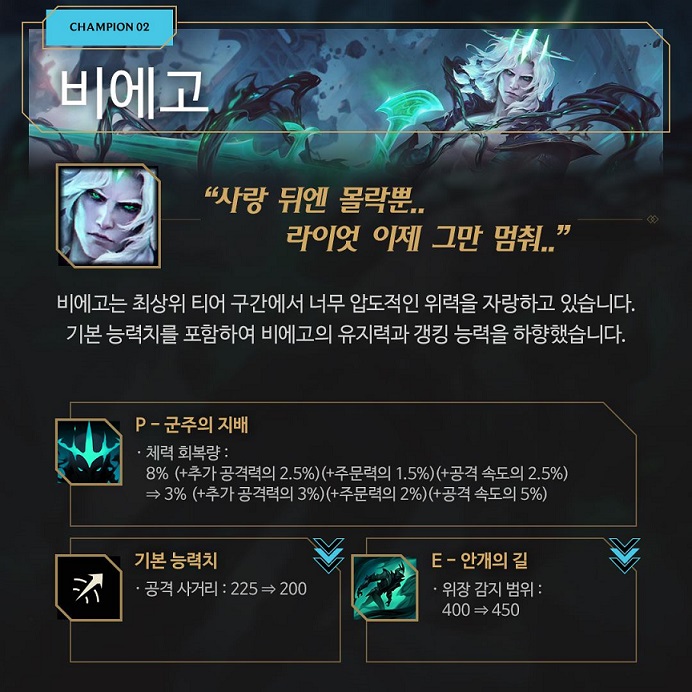 CHAMPION 02
비에고
“사랑 뒤엔 몰락뿐..
라이엇 이제 그만 멈춰..”
비에고는 최상위 티어 구간에서 너무 압도적인 위력을 자랑하고 있습니다.
기본 능력치를 포함하여 비에고의 유지력과 갱킹 능력을 하향했습니다.
P - 군주의 지배
· 체력 회복량 :
8% (+추가 공격력의 2.5%)(+주문력의 1.5%)(+공격 속도의 2.5%)
⇒ 3% (+추가 공격력의 3%)(+주문력의 2%)(+공격 속도의 5%)
기본 능력치
· 공격 사거리 : 225 ⇒ 200
E - 안개의 길
· 위장 감지 범위 :
400 ⇒ 450